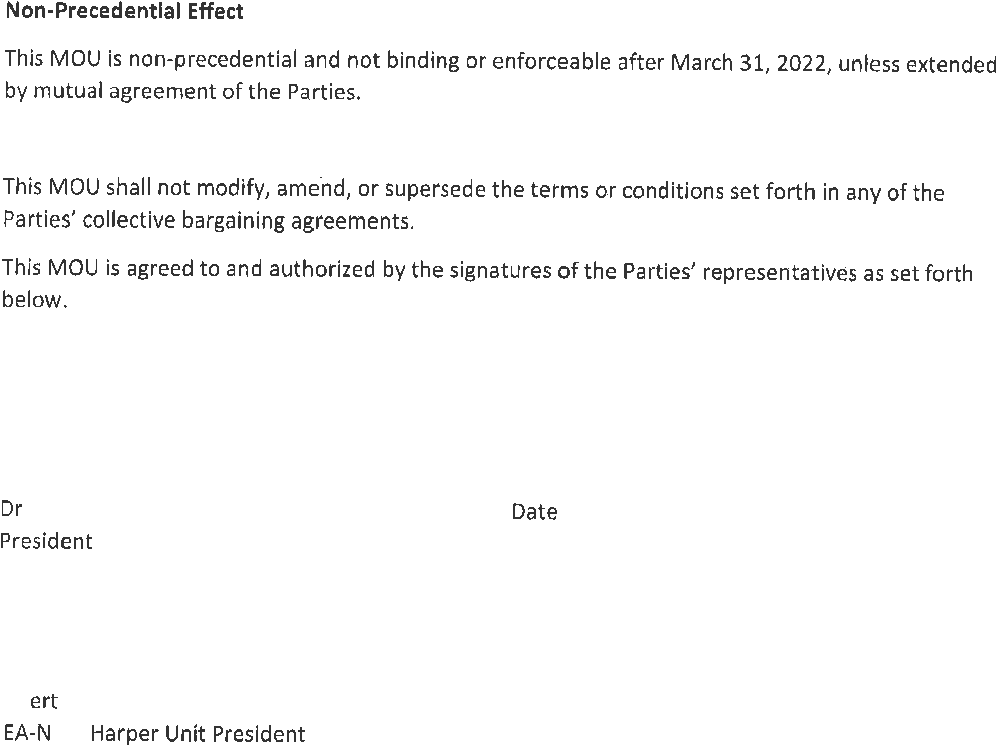 Non-Precedential Effect
This MOU is non-precedential and not binding or enforceable after March 31, 2022, unless extended
by mutual agreement of the Parties.
This MOU shall not modify, amend, or supersede the terms or conditions set forth in any of the
Parties’ collective bargaining agreements.
This MOU is agreed to and authorized by the signatures of the Parties’ representatives as set forth
below.
Dr Date
President
ert
EA-N Harper Unit President